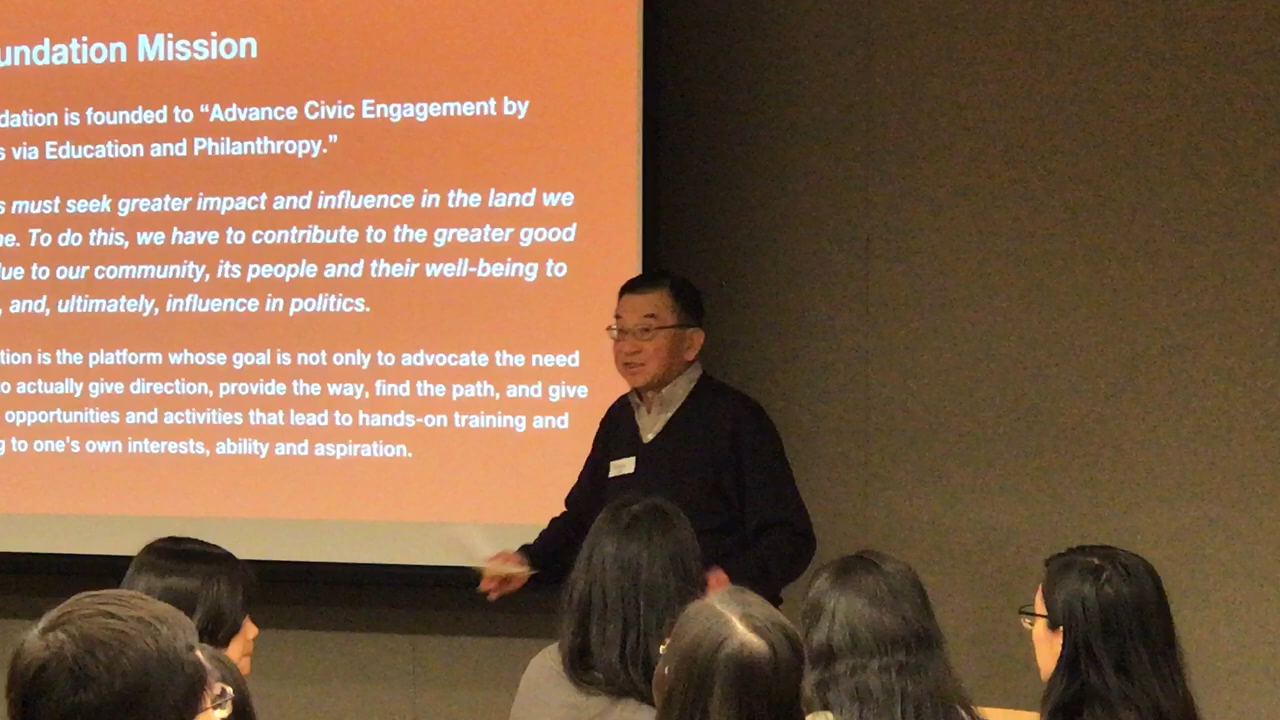 undation Mission
dation is founded to “Advance Civic Engagement by
s via Education and Philanthropy.”
s must seek greater impact and influence in the land we
ne. To do this, we have to contribute to the greater good
lue to our community, its people and their well-being to
, and, ultimately, influence in politics.
tion is the platform whose goal is not only to advocate the need
o actually give direction, provide the way, find the path, and give
opportunities and activities that lead to hands-on training and
g to one's own interests, ability and aspiration.